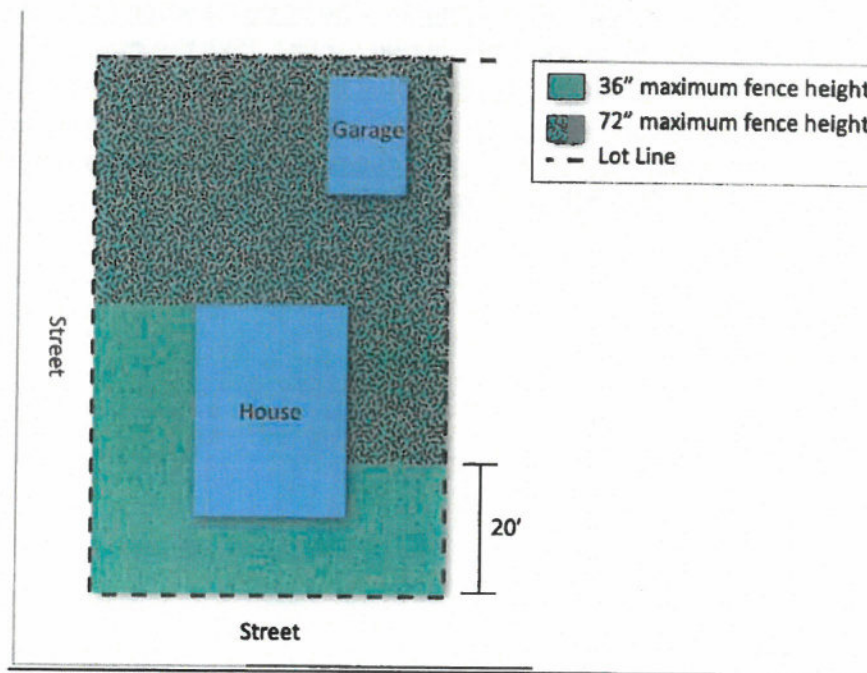 Garage
36" maximum fence height
72" maximum fence height
Lot Line
Street
House
20'
Street